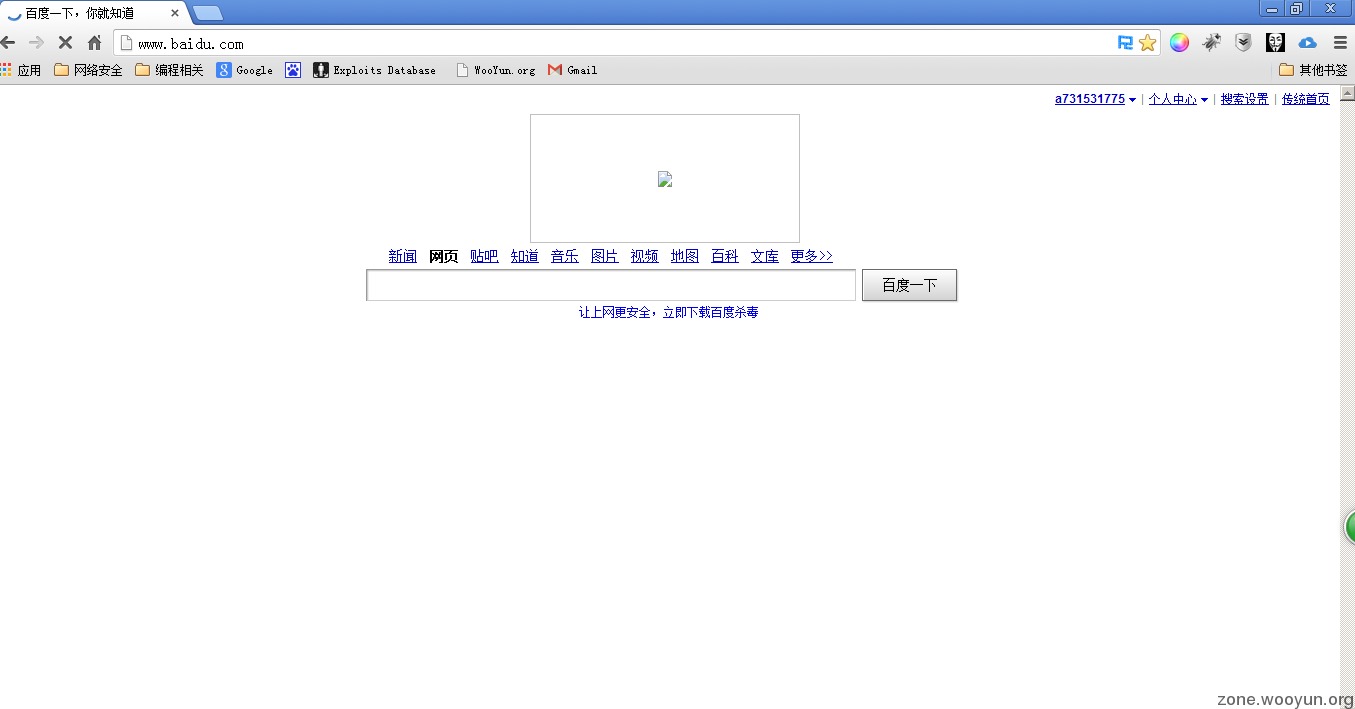 百度一下，你就知道
www.baidu.com
应用 网络安全 编程相关 Google Exploits Database WooYun.org Gmail 其他书签
a731531775 | 个人中心 | 搜索设置 | 传统首页
新闻 网页 贴吧 知道 音乐 图片 视频 地图 百科 文库 更多>>
百度一下
让上网更安全，立即下载百度杀毒
zone.wooyun.org